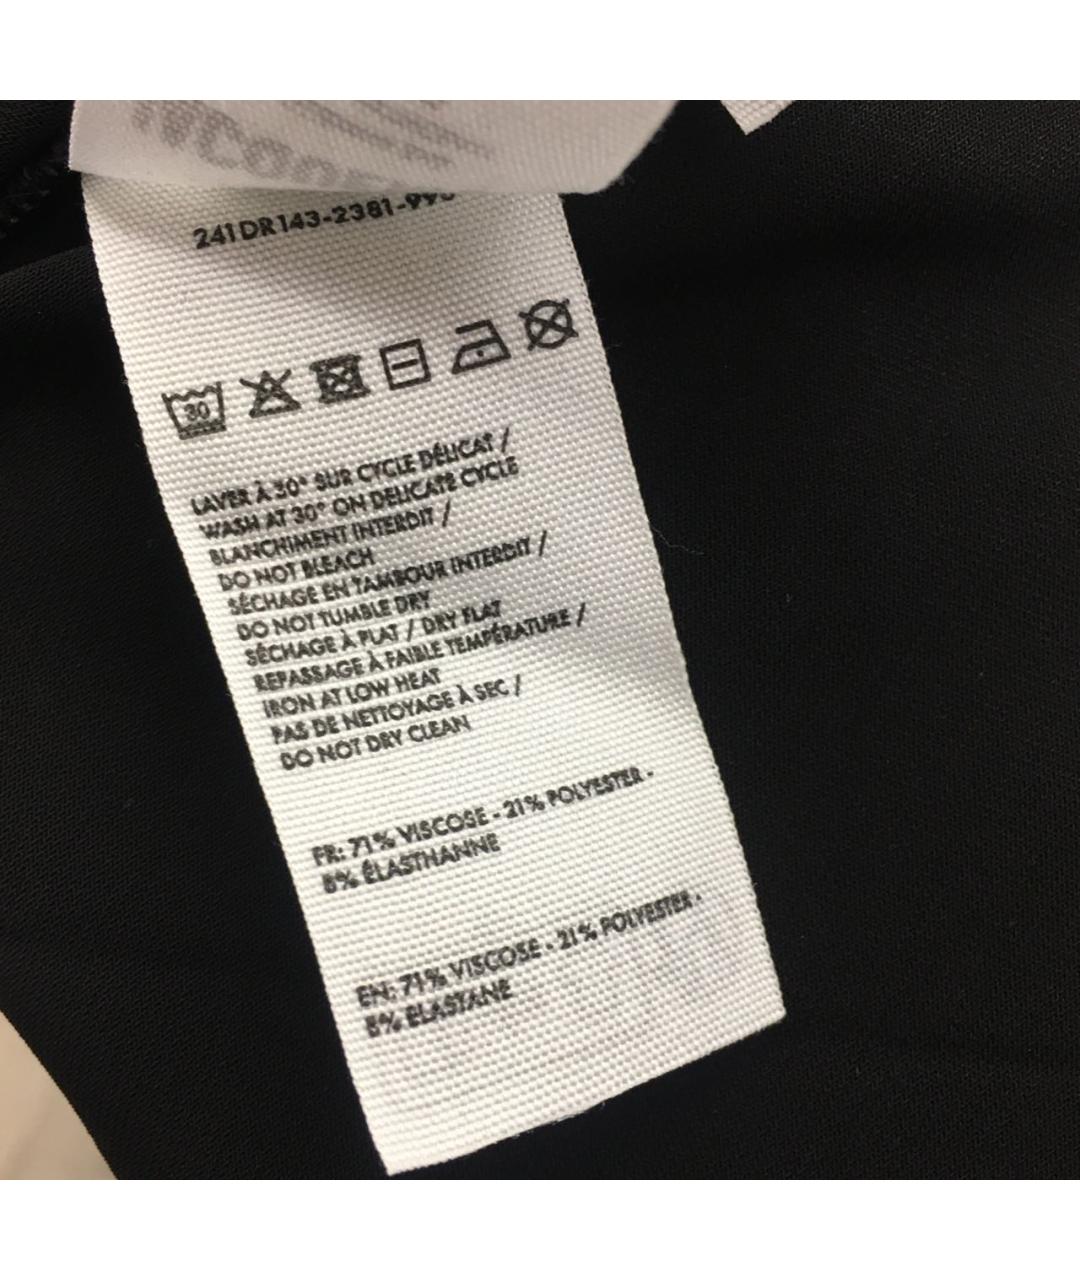 241DR143-2381-99
30
LAVER À 30° SUR CYCLE DÉLICAT /
WASH AT 30° ON DELICATE CYCLE
BLANCHIMENT INTERDIT /
DO NOT BLEACH
SÉCHAGE EN TAMBOUR INTERDIT /
DO NOT TUMBLE DRY
SÉCHAGE À PLAT / DRY FLAT
REPASSAGE À FAIBLE TEMPÉRATURE /
IRON AT LOW HEAT
PAS DE NETTOYAGE À SEC /
DO NOT DRY CLEAN
FR: 71% VISCOSE - 21% POLYESTER -
8% ÉLASTHANNE
EN: 71% VISCOSE - 21% POLYESTER -
8% ELASTANE